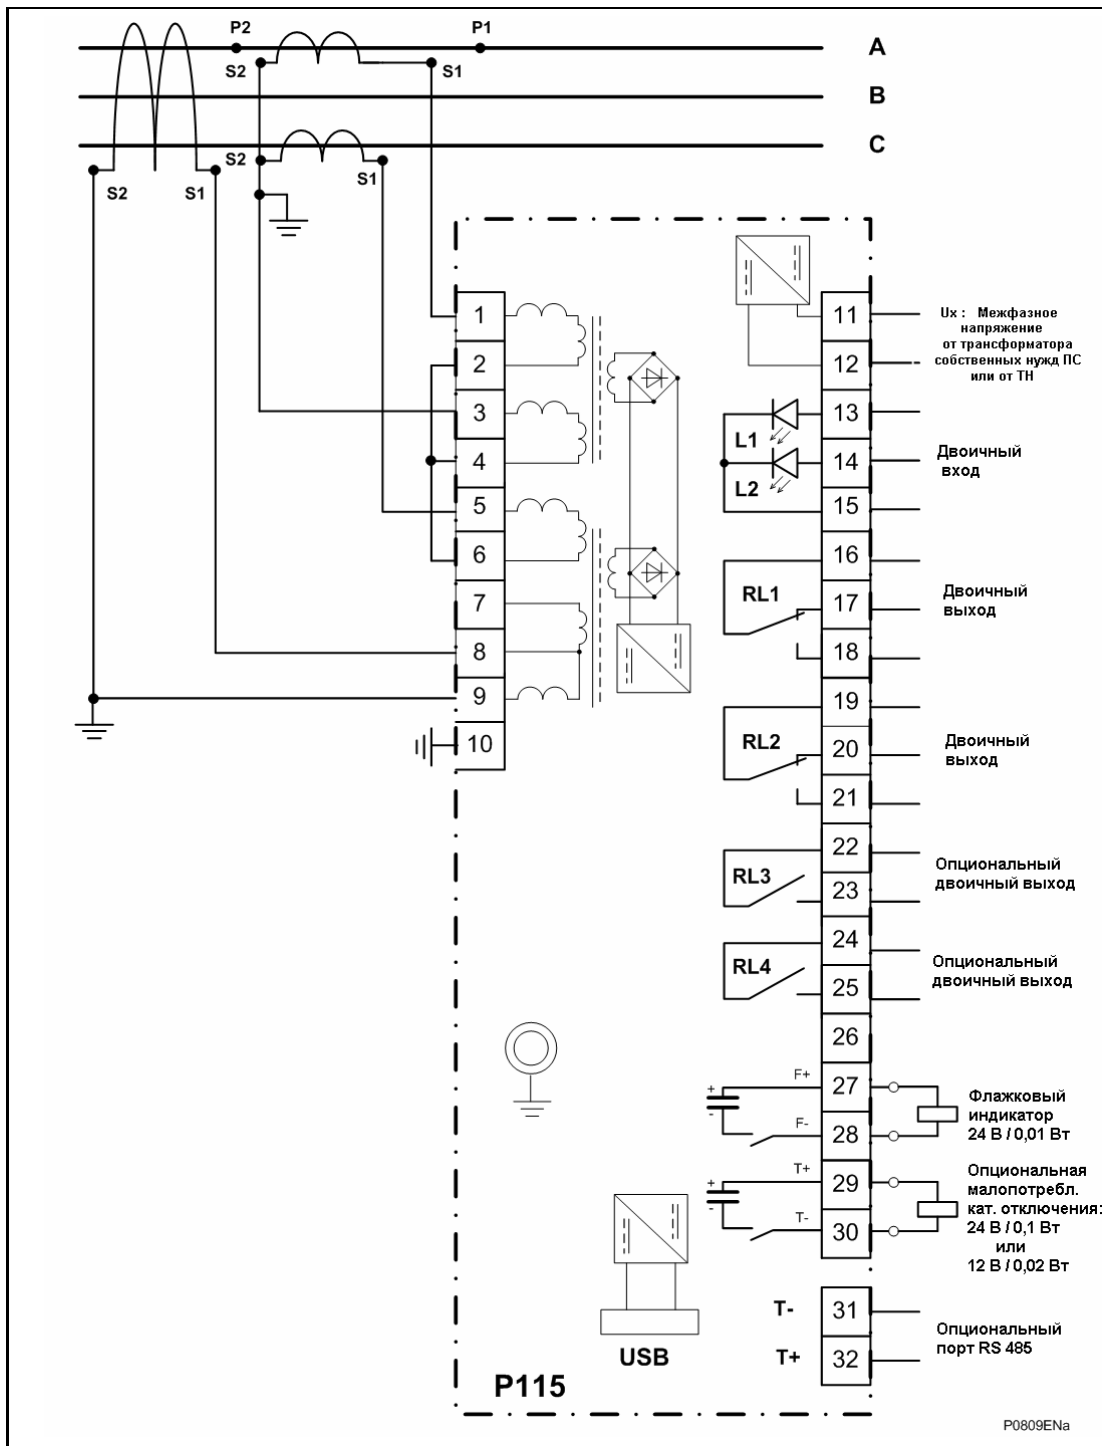 P2
P1
A
S2
S1
B
S2
C
S2
S1
S1
1
2
3
4
5
6
7
8
9
10
11
Ux : Межфазное
напряжение
от трансформатора
12
собственных нужд ПС
или от ТН
13
L1
14
Двоичный
вход
L2
15
16
RL1
17
Двоичный
выход
18
19
RL2
20
Двоичный
выход
21
22
RL3
23
Опциональный
двоичный выход
24
RL4
25
Опциональный
двоичный выход
26
+
-
F+
27
F-
28
Флажковый
индикатор
24 В / 0,01 Вт
+
-
T+
29
T-
30
Опциональная
малопотребл.
кат. отключения:
24 В / 0,1 Вт
или
12 В / 0,02 Вт
T-
31
T+
32
Опциональный
порт RS 485
USB
P115
P0809ENa